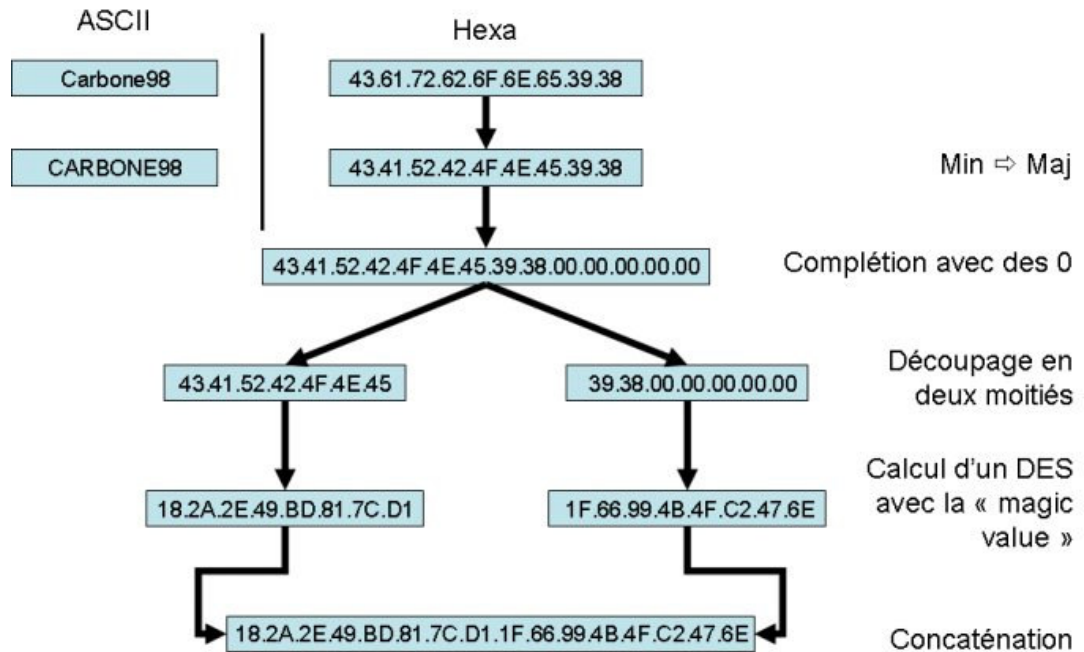 ASCII
Hexa
Carbone98
43.61.72.62.6F.6E.65.39.38
CARBONE98
43.41.52.42.4F.4E.45.39.38
Min ⇨ Maj
43.41.52.42.4F.4E.45.39.38.00.00.00.00.00
Complétion avec des 0
43.41.52.42.4F.4E.45
39.38.00.00.00.00.00
Découpage en
deux moitiés
18.2A.2E.49.BD.81.7C.D1
1F.66.99.4B.4F.C2.47.6E
Calcul d'un DES
avec la « magic
value »
18.2A.2E.49.BD.81.7C.D1.1F.66.99.4B.4F.C2.47.6E
Concaténation